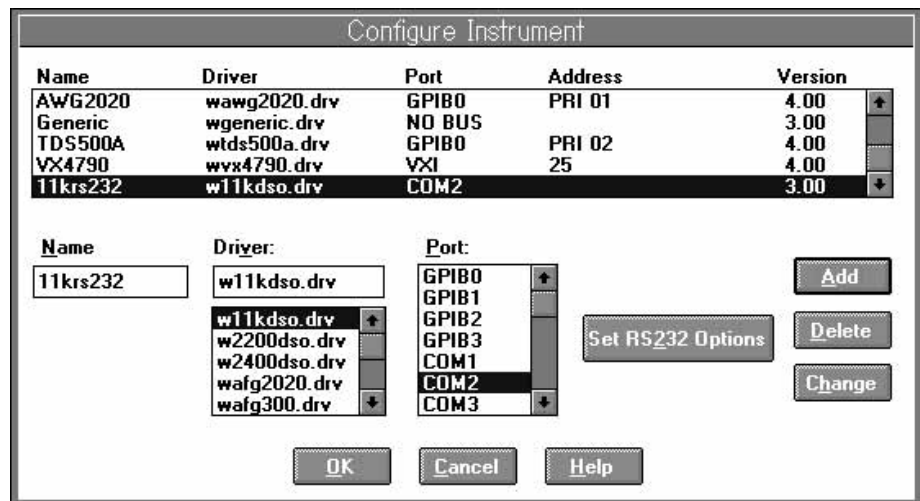 Configure Instrument
Name Driver Port Address Version
AWG2020 wawg2020.drv GPIB0 PRI 01 4.00
Generic wgeneric.drv NO BUS 3.00
TDS500A wtds500a.drv GPIB0 PRI 02 4.00
VX4790 wvx4790.drv VXI 25 4.00
11krs232 w11kdso.drv COM2 3.00
Name Driver: Port:
11krs232 w11kdso.drv
w11kdso.drv
w2200dso.drv
w2400dso.drv
wafg2020.drv
wafg300.drv
GPIB0
GPIB1
GPIB2
GPIB3
COM1
COM2
COM3
Set RS232 Options
Add
Delete
Change
OK Cancel Help